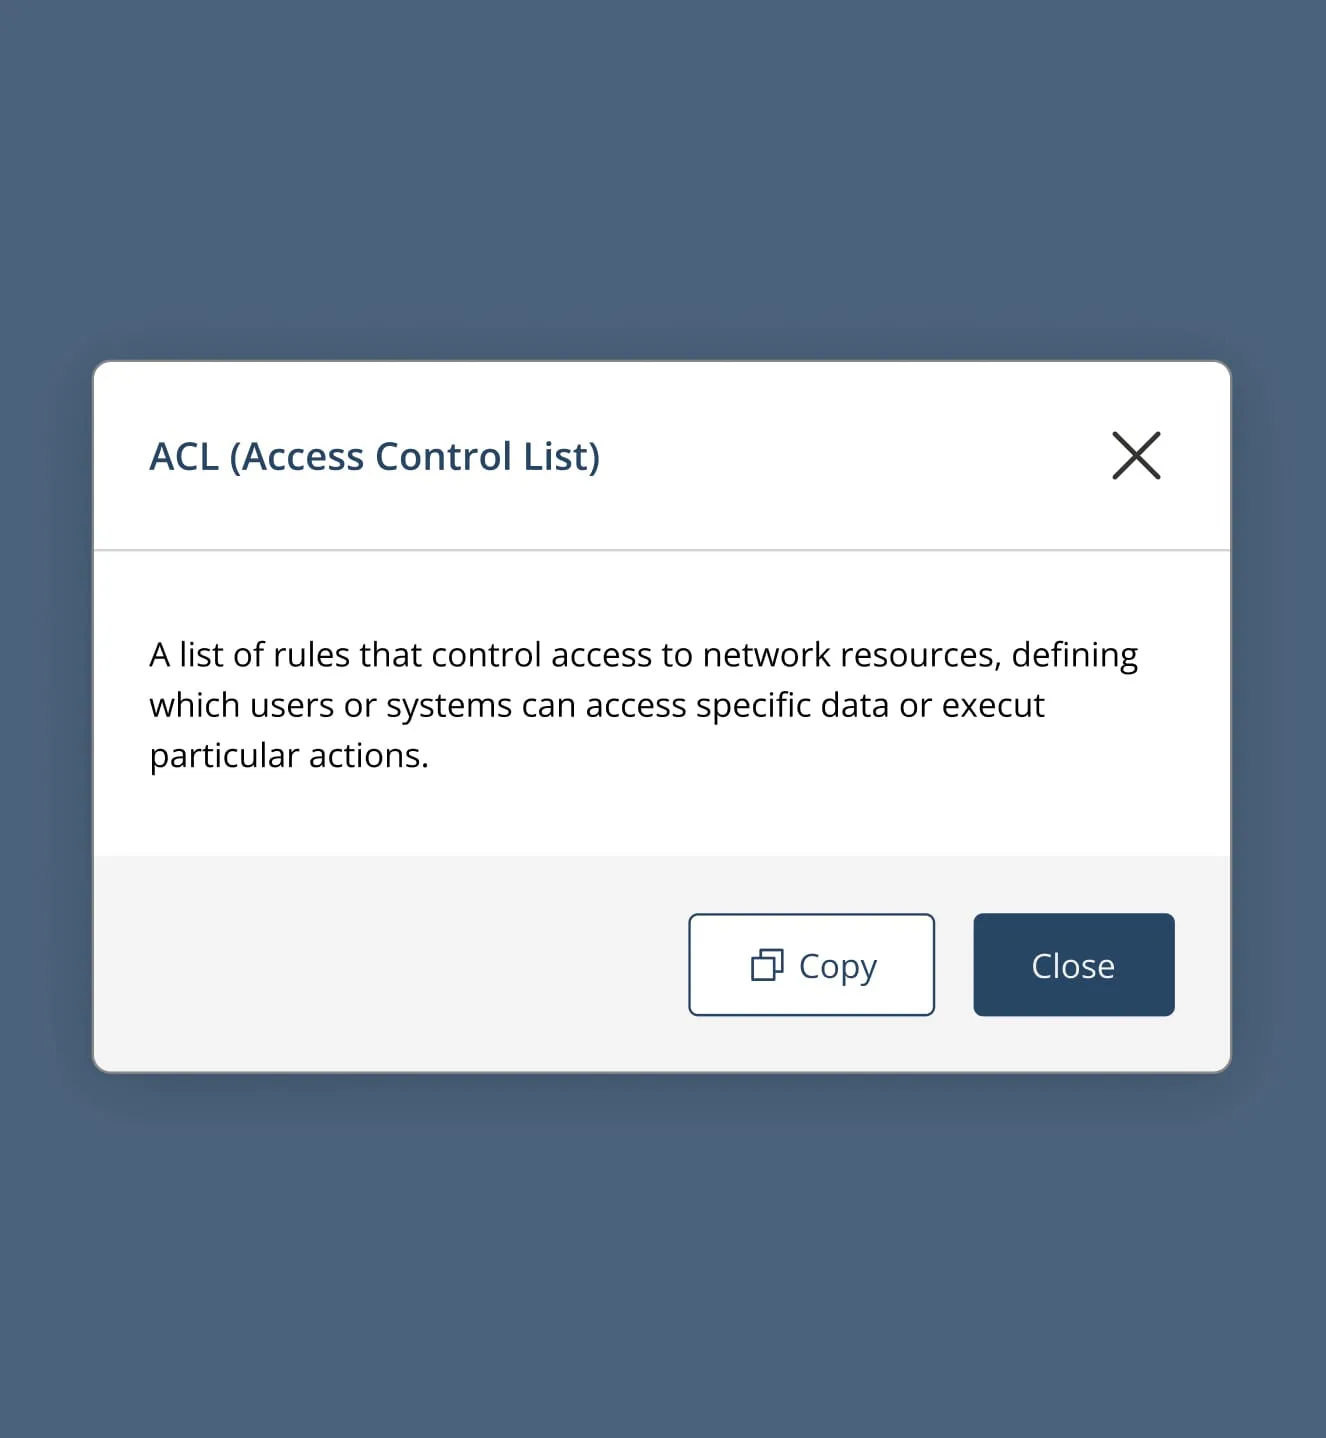 ACL (Access Control List)
A list of rules that control access to network resources, defining
which users or systems can access specific data or execut
particular actions.
Copy
Close